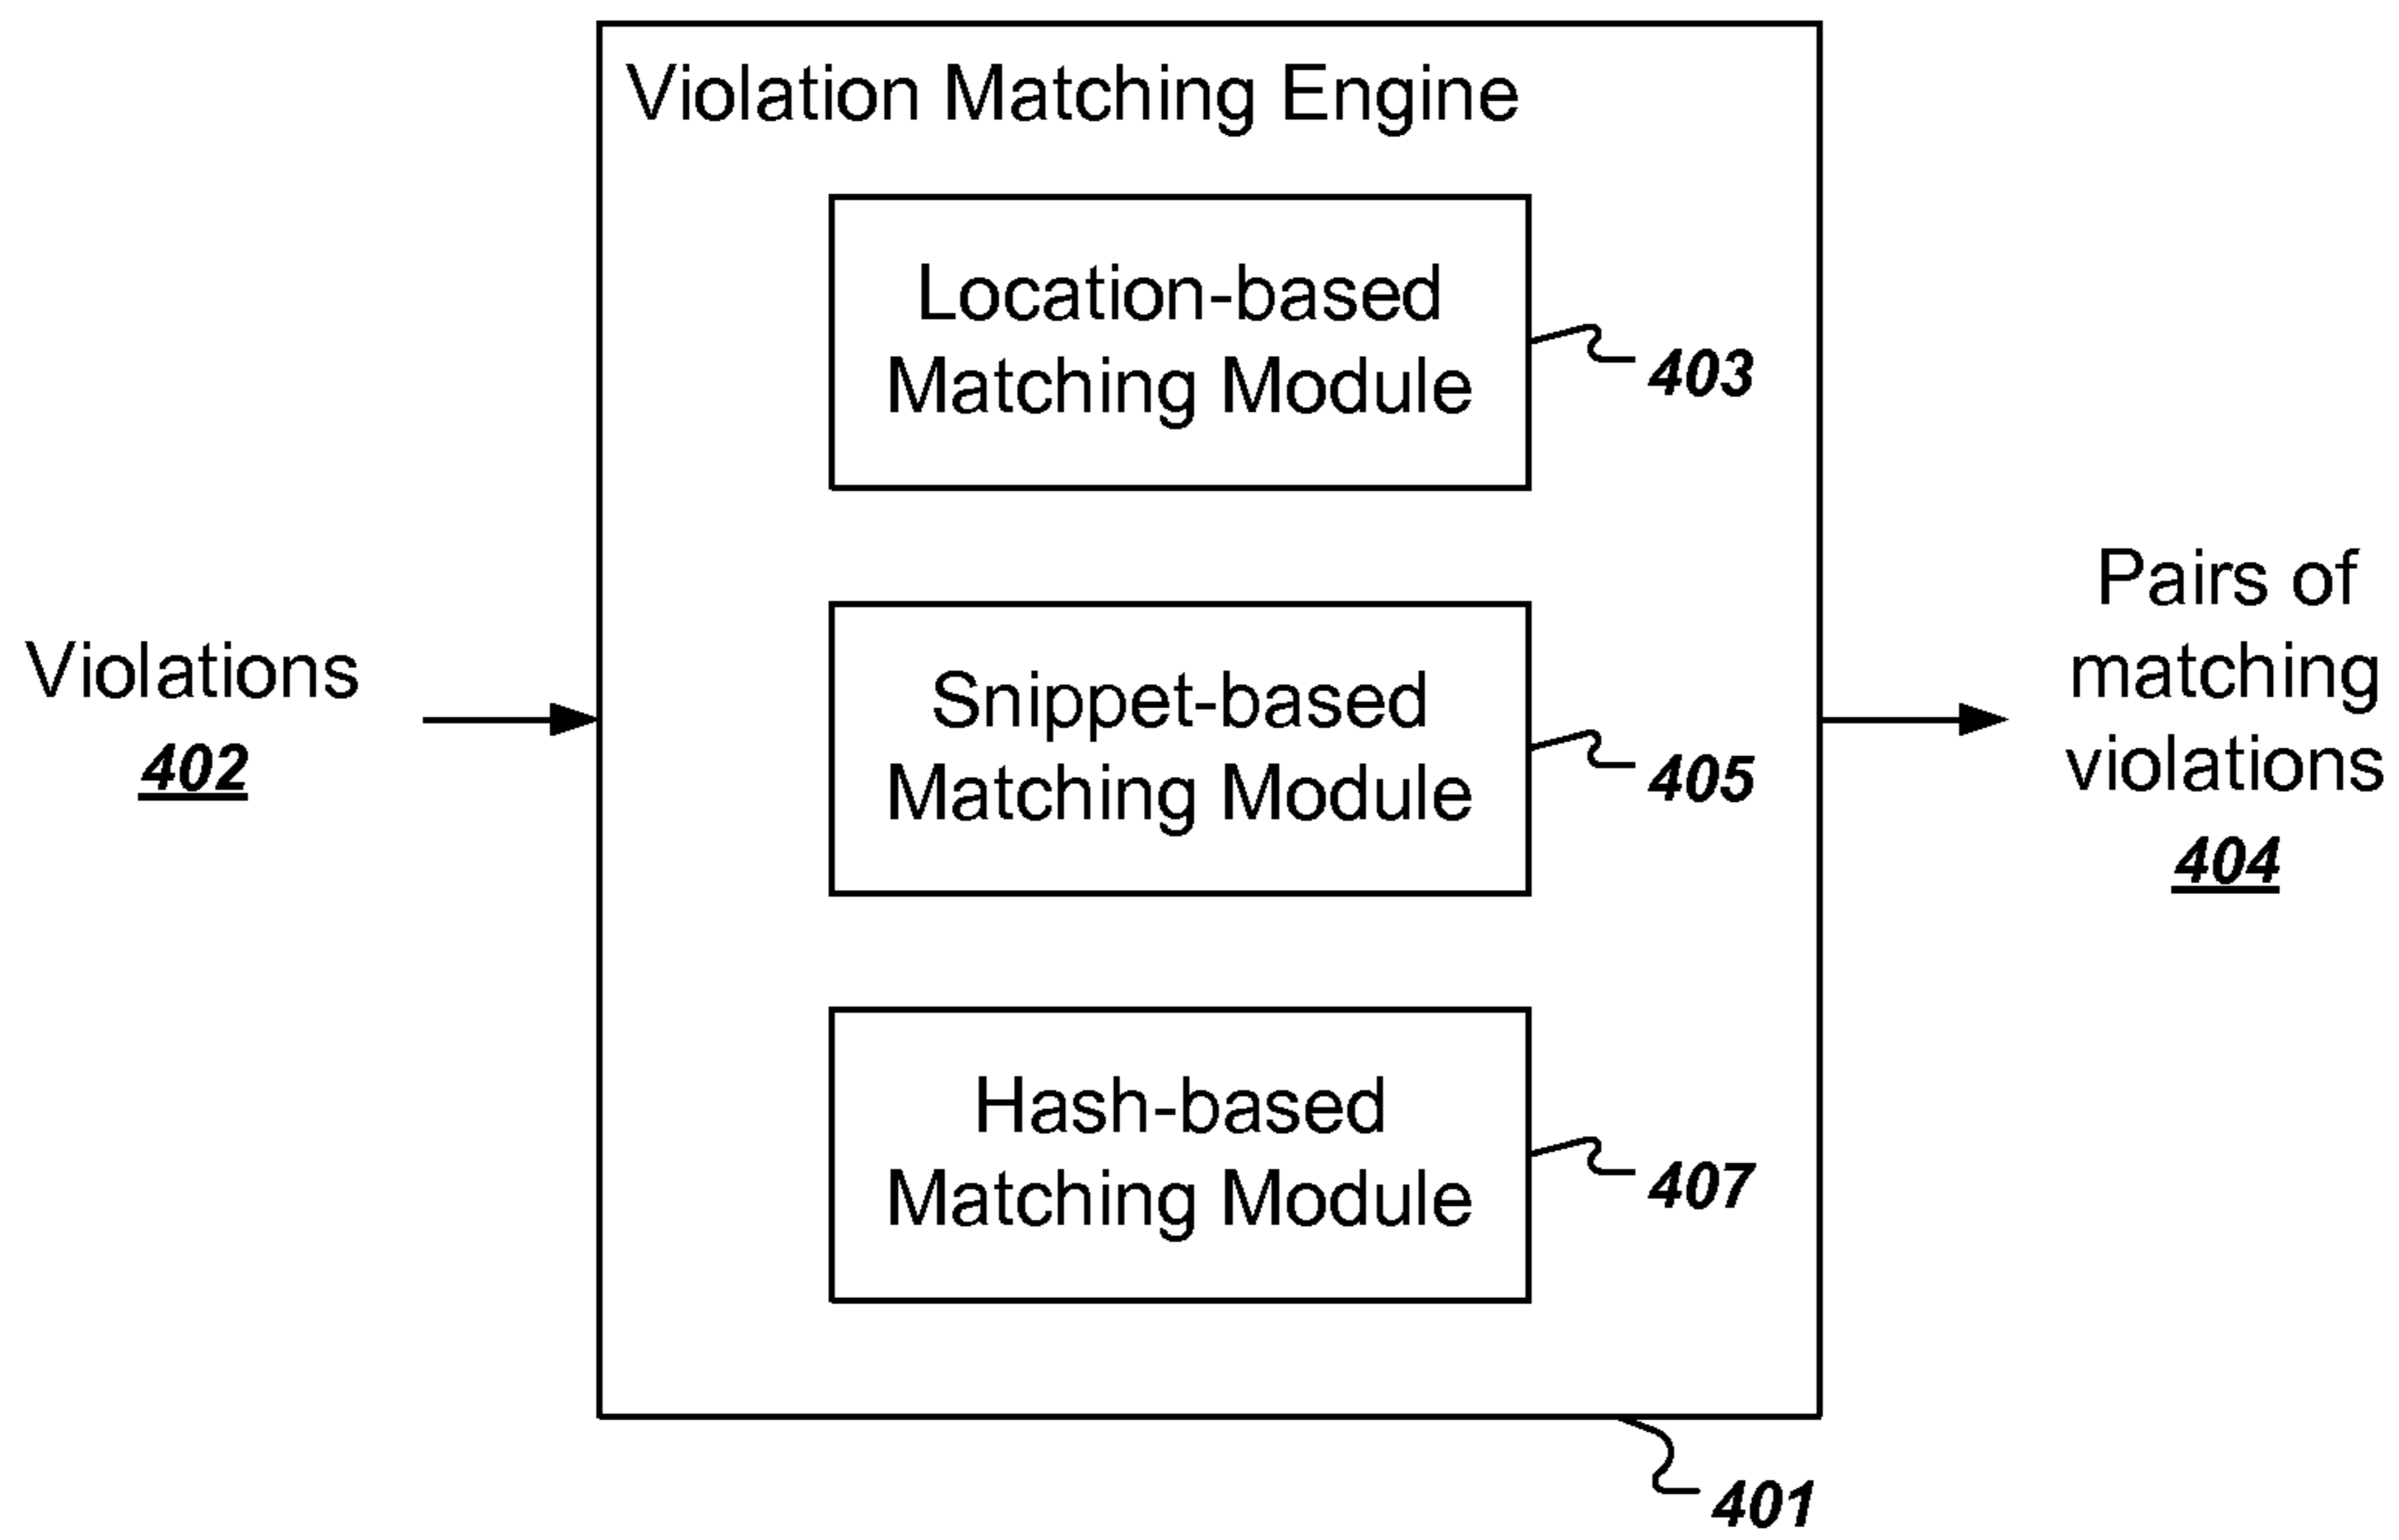 Violation Matching Engine
Location-based
Matching Module
403
Snippet-based
Matching Module
405
Hash-based
Matching Module
407
401
Violations
402
Pairs of
matching
violations
404